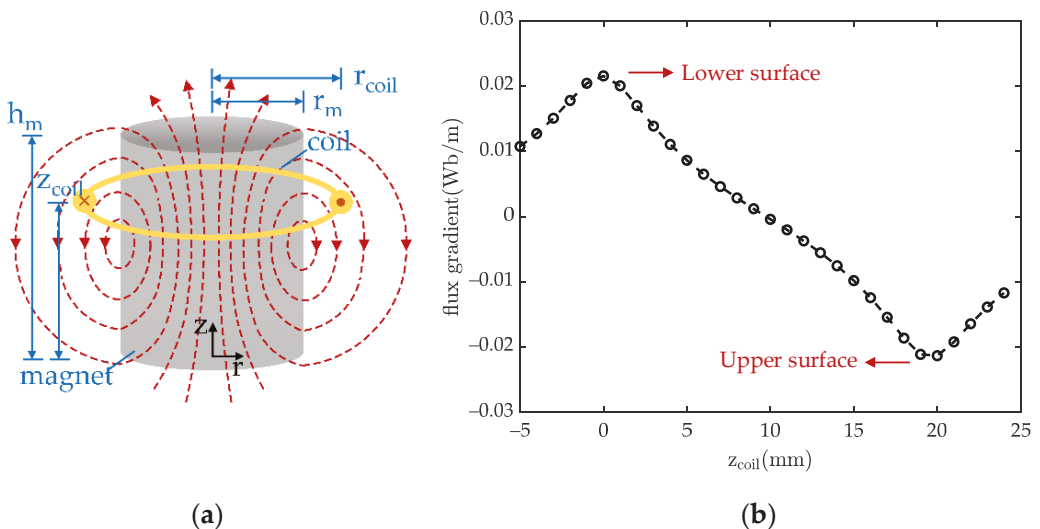 r_coil
r_m
h_m
coil
z_coil
z
r
magnet
(a)
0.03
0.02
0.01
0
−0.01
−0.02
−0.03
flux gradient(Wb/m)
Lower surface
Upper surface
−5
0
5
10
15
20
25
z_coil(mm)
(b)